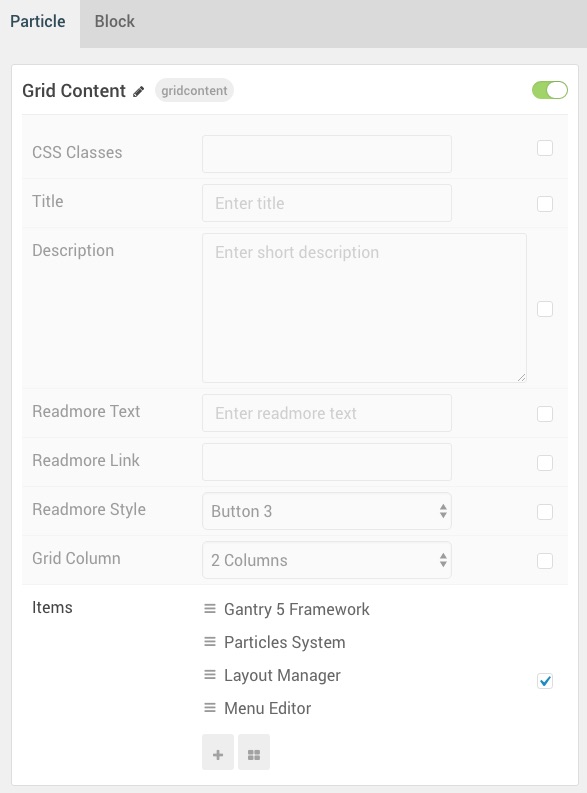 Particle Block
Grid Content gridcontent
CSS Classes
Title Enter title
Description Enter short description
Readmore Text Enter readmore text
Readmore Link
Readmore Style Button 3
Grid Column 2 Columns
Items Gantry 5 Framework
Particles System
Layout Manager
Menu Editor